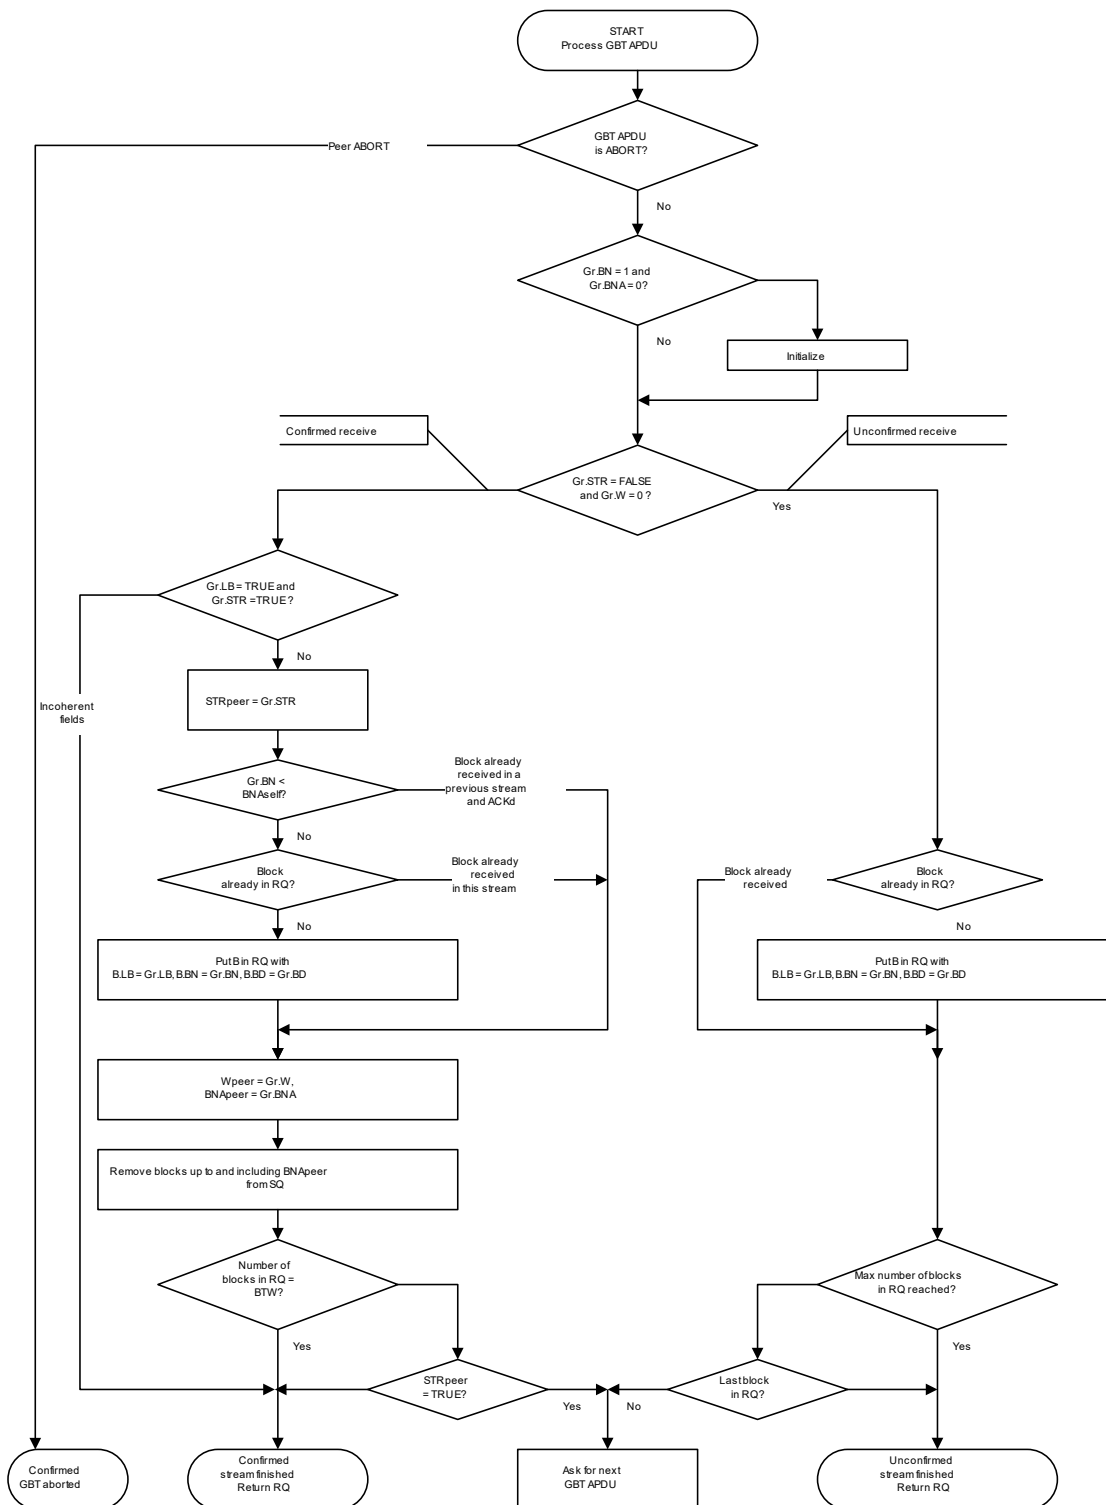 START
Process GBT APDU
GBT APDU
is ABORT?
Peer ABORT
No
Gr.BN = 1 and
Gr.BNA = 0?
No
Initialize
Confirmed receive
Unconfirmed receive
Gr.STR = FALSE
and Gr.W = 0 ?
Yes
Gr.LB = TRUE and
Gr.STR =TRUE ?
No
STRpeer = Gr.STR
Incoherent
fields
Gr.BN <
BNAself?
Block already
received in a
previous stream
and ACKd
No
Block
already in RQ?
Block already
received
in this stream
Block already
received
Block
already in RQ?
No
No
Put B in RQ with
B.LB = Gr.LB, B.BN = Gr.BN, B.BD = Gr.BD
Put B in RQ with
B.LB = Gr.LB, B.BN = Gr.BN, B.BD = Gr.BD
Wpeer = Gr.W,
BNApeer = Gr.BNA
Remove blocks up to and including BNApeer
from SQ
Number of
blocks in RQ =
BTW?
Max number of blocks
in RQ reached?
Yes
Yes
STRpeer
= TRUE?
Last block
in RQ?
Yes
No
Confirmed
GBT aborted
Confirmed
stream finished
Return RQ
Ask for next
GBT APDU
Unconfirmed
stream finished
Return RQ